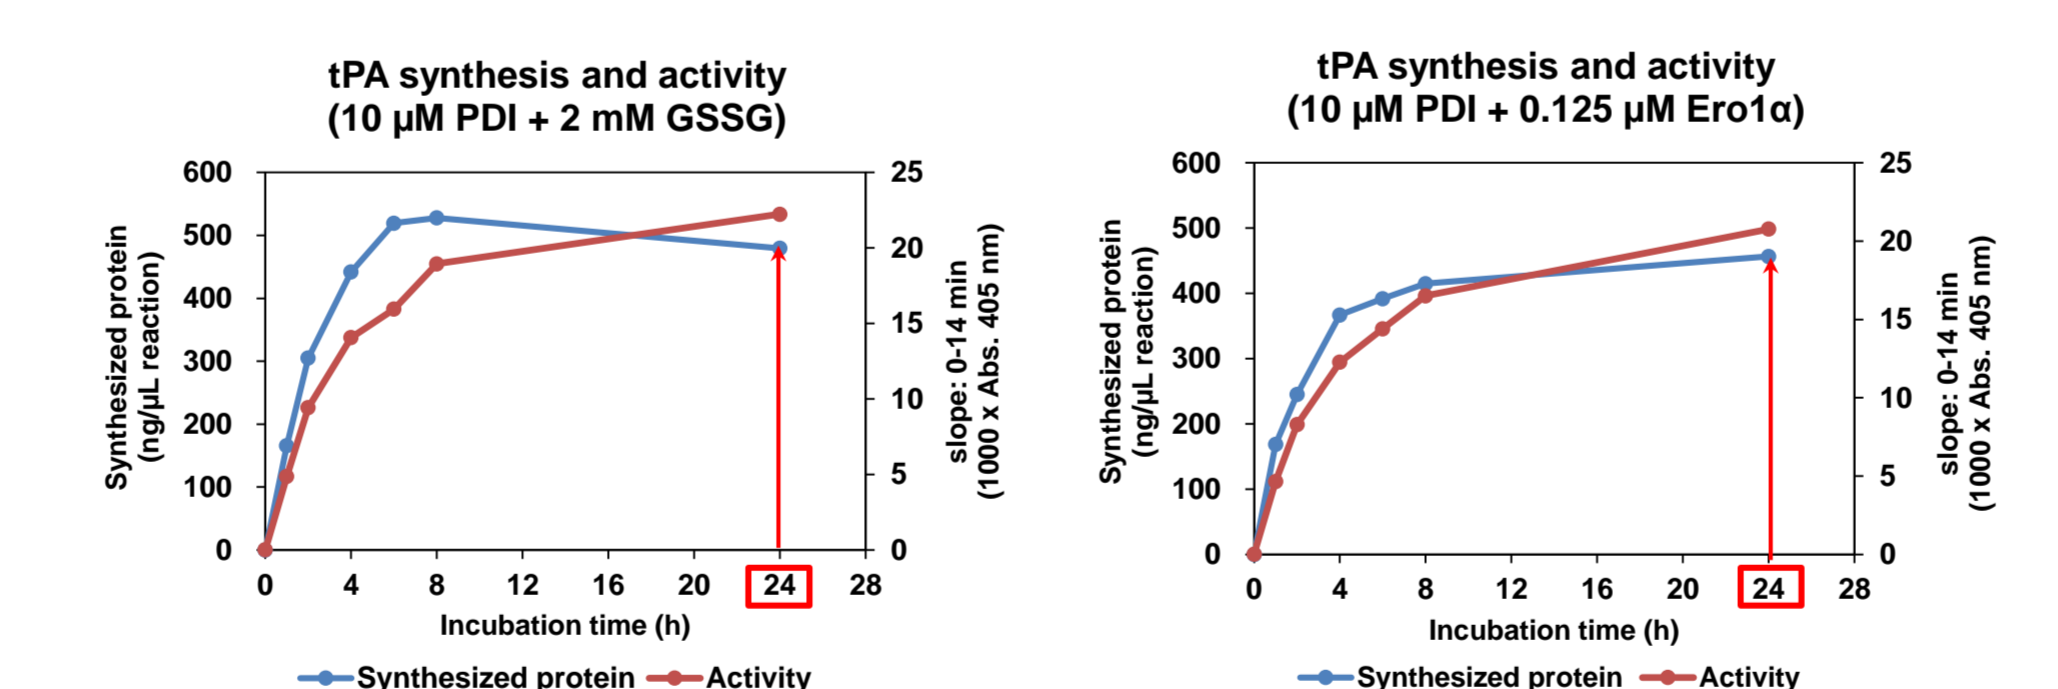 tPA synthesis and activity
(10 µM PDI + 2 mM GSSG)
600
500
400
300
200
100
0
Synthesized protein
(ng/µL reaction)
25
20
15
10
5
0
slope: 0-14 min
(1000 x Abs. 405 nm)
0 4 8 12 16 20 24 28
Incubation time (h)
Synthesized protein Activity
tPA synthesis and activity
(10 µM PDI + 0.125 µM Ero1α)
600
500
400
300
200
100
0
Synthesized protein
(ng/µL reaction)
25
20
15
10
5
0
slope: 0-14 min
(1000 x Abs. 405 nm)
0 4 8 12 16 20 24 28
Incubation time (h)
Synthesized protein Activity